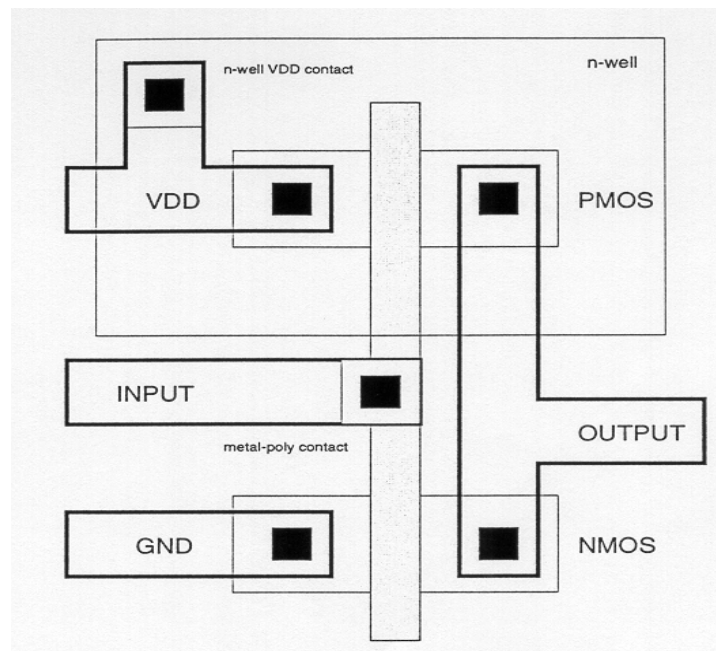 n-well VDD contact
n-well
VDD
PMOS
INPUT
metal-poly contact
OUTPUT
GND
NMOS